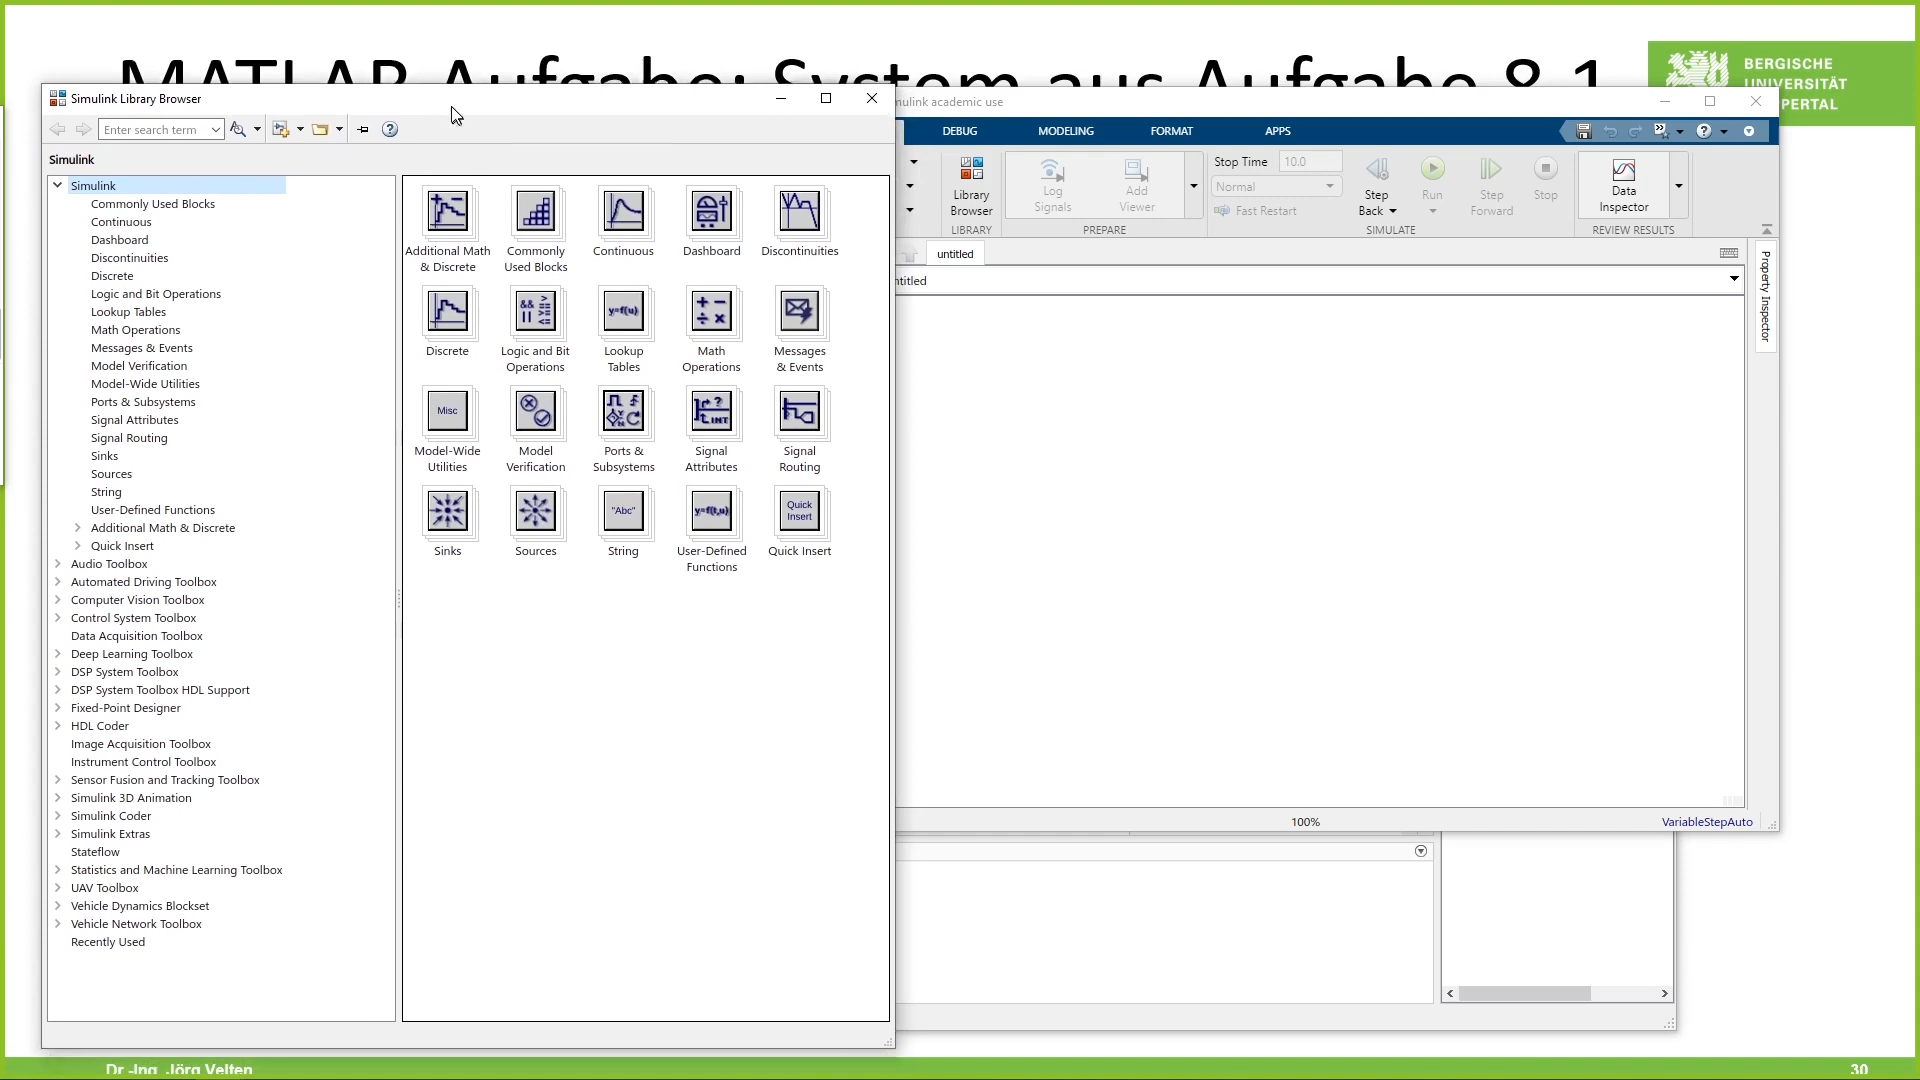 MATLAB Aufgabe: System aus Aufgabe 8.1
BERGISCHE
UNIVERSITÄT
PERTAL
Simulink Library Browser
Enter search term
Simulink
Simulink
Commonly Used Blocks
Continuous
Dashboard
Discontinuities
Discrete
Logic and Bit Operations
Lookup Tables
Math Operations
Messages & Events
Model Verification
Model-Wide Utilities
Ports & Subsystems
Signal Attributes
Signal Routing
Sinks
Sources
String
User-Defined Functions
Additional Math & Discrete
Quick Insert
Audio Toolbox
Automated Driving Toolbox
Computer Vision Toolbox
Control System Toolbox
Data Acquisition Toolbox
Deep Learning Toolbox
DSP System Toolbox
DSP System Toolbox HDL Support
Fixed-Point Designer
HDL Coder
Image Acquisition Toolbox
Instrument Control Toolbox
Sensor Fusion and Tracking Toolbox
Simulink 3D Animation
Simulink Coder
Simulink Extras
Stateflow
Statistics and Machine Learning Toolbox
UAV Toolbox
Vehicle Dynamics Blockset
Vehicle Network Toolbox
Recently Used
Additional Math
& Discrete
Commonly
Used Blocks
Continuous
Dashboard
Discontinuities
y=f(u)
Discrete
Logic and Bit
Operations
Lookup
Tables
Math
Operations
Messages
& Events
Misc
Model-Wide
Utilities
Model
Verification
Ports &
Subsystems
Signal
Attributes
Signal
Routing
"Abc"
y=f(t,u)
Quick
Insert
Sinks
Sources
String
User-Defined
Functions
Quick Insert
mulink academic use
DEBUG
MODELING
FORMAT
APPS
Library
Browser
LIBRARY
Log
Signals
Add
Viewer
PREPARE
Stop Time 10.0
Normal
Fast Restart
Step
Back
Run
Step
Forward
Stop
SIMULATE
Data
Inspector
REVIEW RESULTS
untitled
ntitled
Property Inspector
100%
VariableStepAuto
Dr.-Ing. Jörg Velten
30